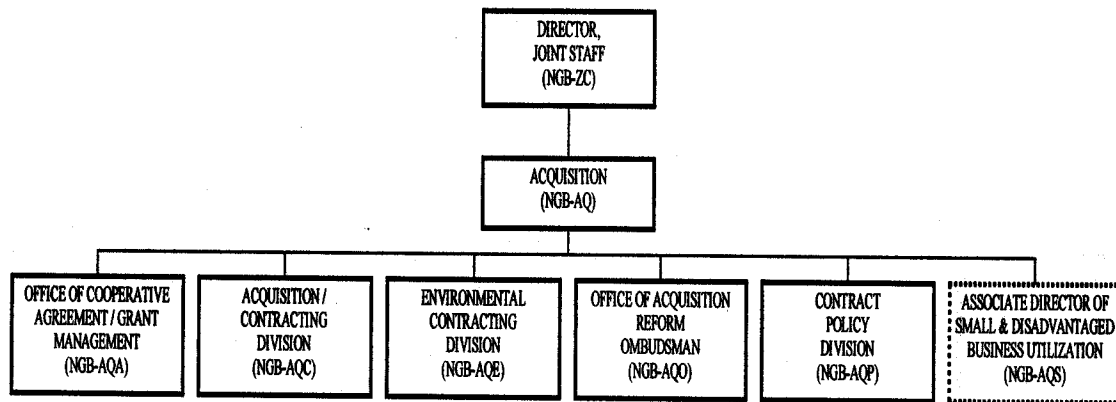 DIRECTOR,
JOINT STAFF
(NGB-ZC)
ACQUISITION
(NGB-AQ)
OFFICE OF COOPERATIVE
AGREEMENT / GRANT
MANAGEMENT
(NGB-AQA)
ACQUISITION /
CONTRACTING
DIVISION
(NGB-AQC)
ENVIRONMENTAL
CONTRACTING
DIVISION
(NGB-AQE)
OFFICE OF ACQUISITION
REFORM
OMBUDSMAN
(NGB-AQO)
CONTRACT
POLICY
DIVISION
(NGB-AQP)
ASSOCIATE DIRECTOR OF
SMALL & DISADVANTAGED
BUSINESS UTILIZATION
(NGB-AQS)